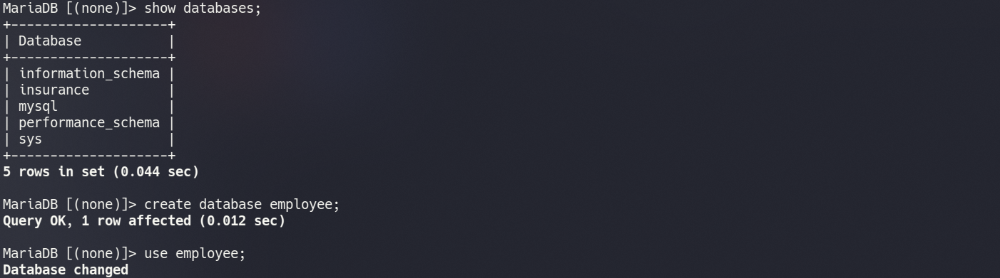 MariaDB [(none)]> show databases;
+--------------------+
| Database           |
+--------------------+
| information_schema |
| insurance          |
| mysql              |
| performance_schema |
| sys                |
+--------------------+
5 rows in set (0.044 sec)
MariaDB [(none)]> create database employee;
Query OK, 1 row affected (0.012 sec)
MariaDB [(none)]> use employee;
Database changed